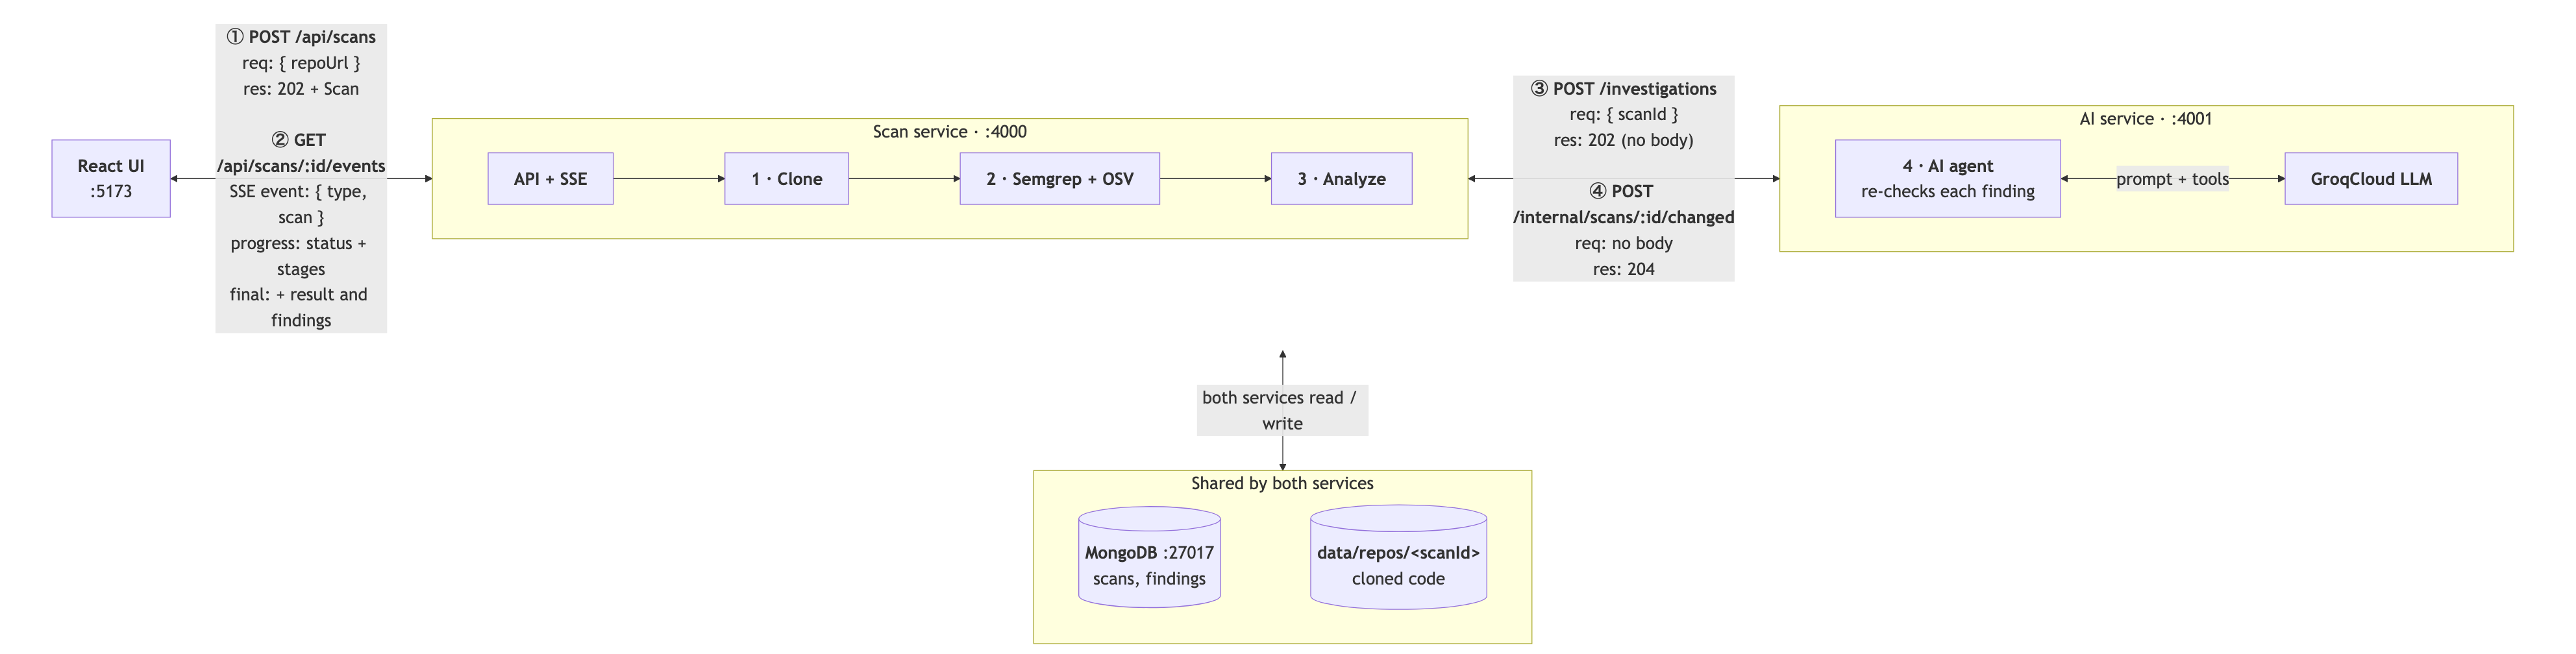 ① POST /api/scans
req: { repoUrl }
res: 202 + Scan
② GET
/api/scans/:id/events
SSE event: { type,
scan }
progress: status +
stages
final: + result and
findings
React UI
:5173
Scan service · :4000
API + SSE
1 · Clone
2 · Semgrep + OSV
3 · Analyze
③ POST /investigations
req: { scanId }
res: 202 (no body)
④ POST
/internal/scans/:id/changed
req: no body
res: 204
AI service · :4001
4 · AI agent
re-checks each finding
prompt + tools
GroqCloud LLM
both services read /
write
Shared by both services
MongoDB :27017
scans, findings
data/repos/<scanId>
cloned code